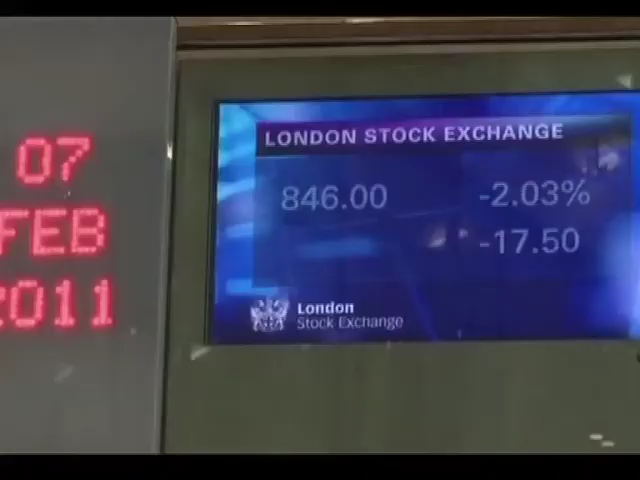 07
FEB
2011
LONDON STOCK EXCHANGE
846.00
-2.03%
-17.50
London
Stock Exchange